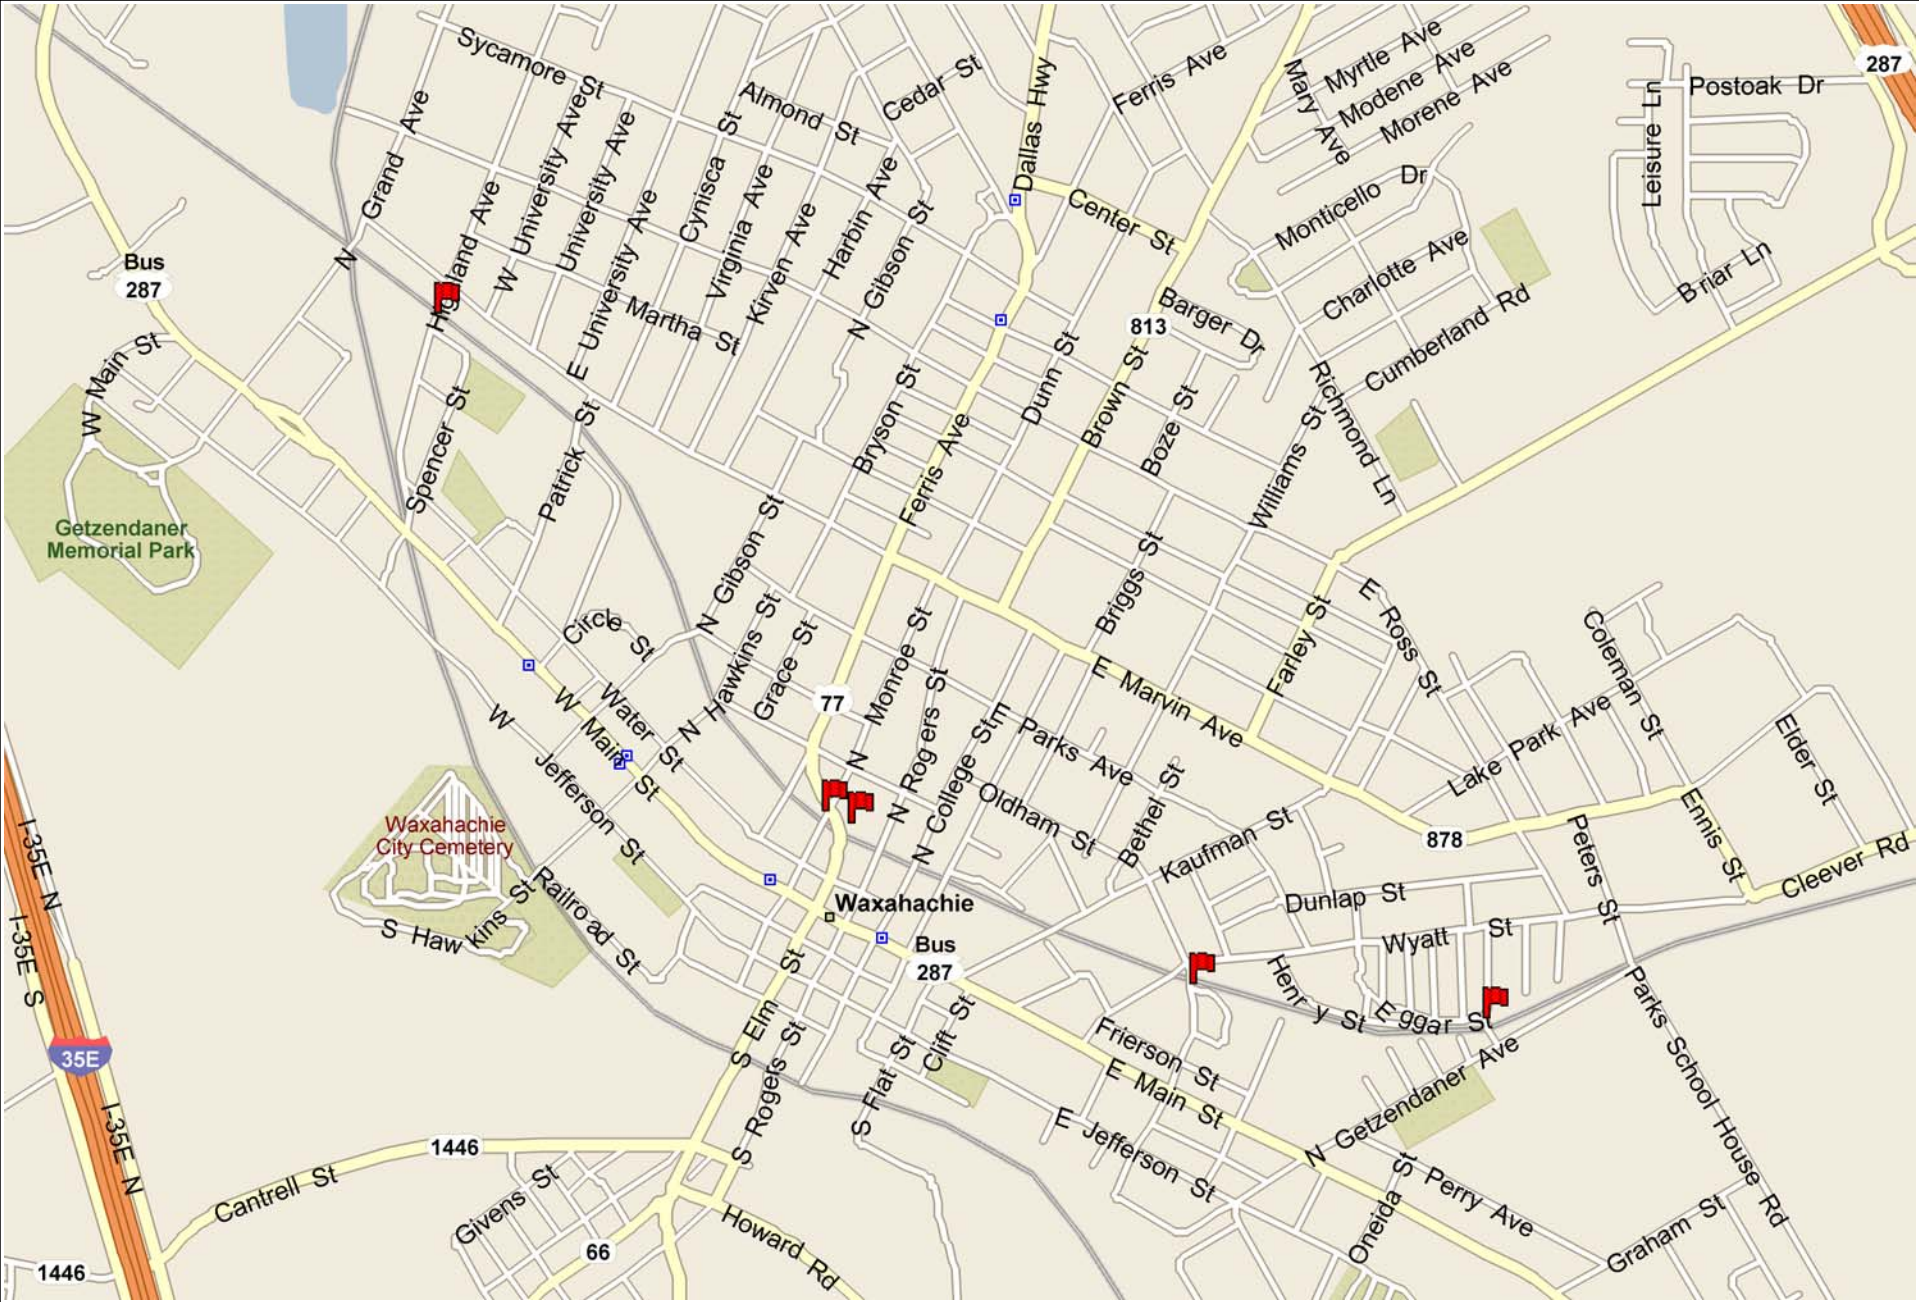 Sycamore St
Almond St
Cedar St
Dallas Hwy
Ferris Ave
Mary Ave
Myrtle Ave
Modene Ave
Morene Ave
Leisure Ln
Postoak Dr
287
N Grand Ave
Highland Ave
W University Ave
University Ave
E University Ave
Cynisca St
Virginia Ave
Kirven Ave
Harbin Ave
N Gibson St
Center St
Monticello Dr
Charlotte Ave
Cumberland Rd
Briar Ln
Bus
287
Martha St
Barger Dr
813
W Main St
Spencer St
Patrick St
Bryson St
Ferris Ave
Dunn St
Brown St
Boze St
Williams St
Richmond Ln
Getzendaner
Memorial Park
N Gibson St
Briggs St
Farley St
E Ross St
Coleman St
Circle St
N Hawkins St
Grace St
N Monroe St
N Rogers St
N College St
E Marvin Ave
77
W Main St
Water St
W Jefferson St
E Parks Ave
Oldham St
Bethel St
Kaufman St
Lake Park Ave
Elder St
878
Peters St
Ennis St
Cleever Rd
Waxahachie
City Cemetery
Railroad St
S Hawkins St
Waxahachie
Bus
287
Dunlap St
Wyatt St
Henry St
Eggar St
I-35E N
I-35E S
35E
I-35E N
S Elm St
S Rogers St
S Flat St
Clift St
Frierson St
E Main St
E Jefferson St
N Getzendaner Ave
Parks School House Rd
1446
Cantrell St
Givens St
Howard Rd
66
1446
Oneida St
Perry Ave
Graham St